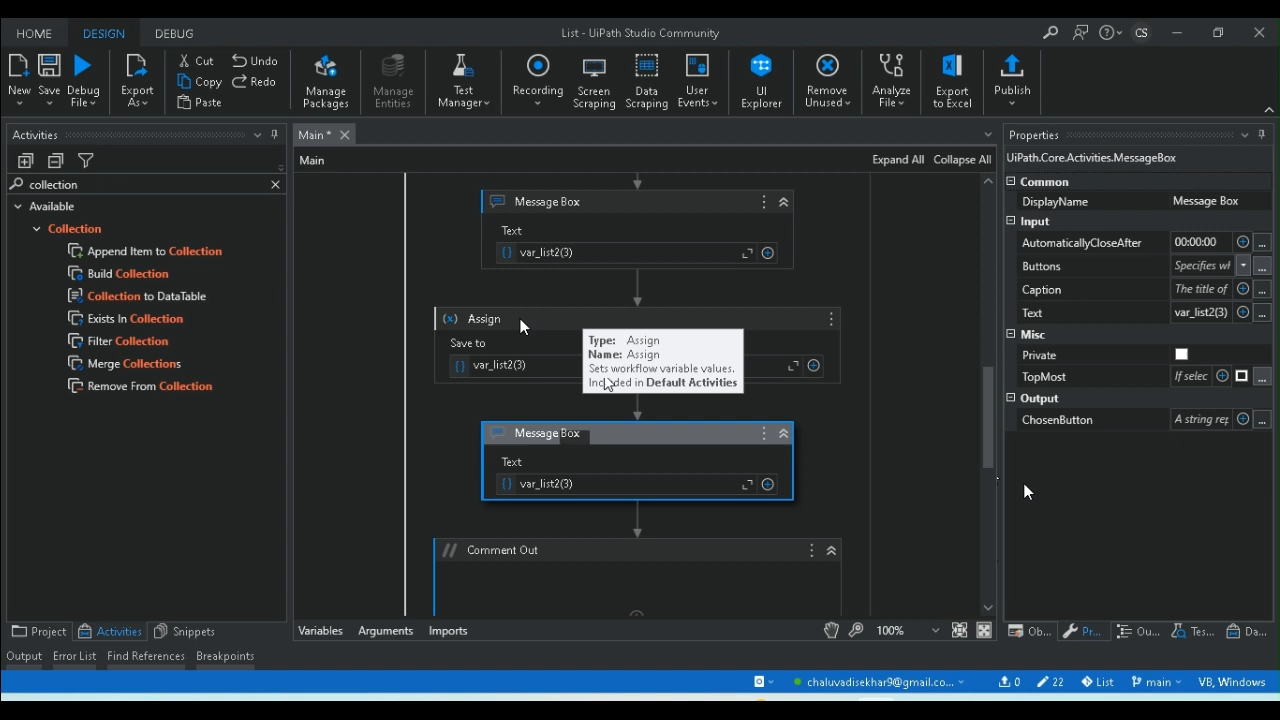 HOME DESIGN DEBUG List - UiPath Studio Community CS
New Save Debug File Export As Cut Copy Paste Undo Redo Manage Packages Manage Entities Test Manager Recording Screen Scraping Data Scraping User Events UI Explorer Remove Unused Analyze File Export to Excel Publish
Activities
collection
Available
Collection
Append Item to Collection
Build Collection
Collection to DataTable
Exists In Collection
Filter Collection
Merge Collections
Remove From Collection
Project Activities Snippets
Main *
Main Expand All Collapse All
Message Box
Text
var_list2(3)
(x) Assign
Save to
var_list2(3)
Type: Assign
Name: Assign
Sets workflow variable values.
Included in Default Activities
Message Box
Text
var_list2(3)
// Comment Out
Variables Arguments Imports 100%
Properties
UiPath.Core.Activities.MessageBox
Common
DisplayName Message Box
Input
AutomaticallyCloseAfter 00:00:00 ...
Buttons Specifies wl ...
Caption The title of ...
Text var_list2(3) ...
Misc
Private
TopMost If selec ...
Output
ChosenButton A string rep ...
Ob... Pr... Ou... Tes... Da...
Output Error List Find References Breakpoints
chaluvadisekhar9@gmail.co... 0 22 List main VB, Windows